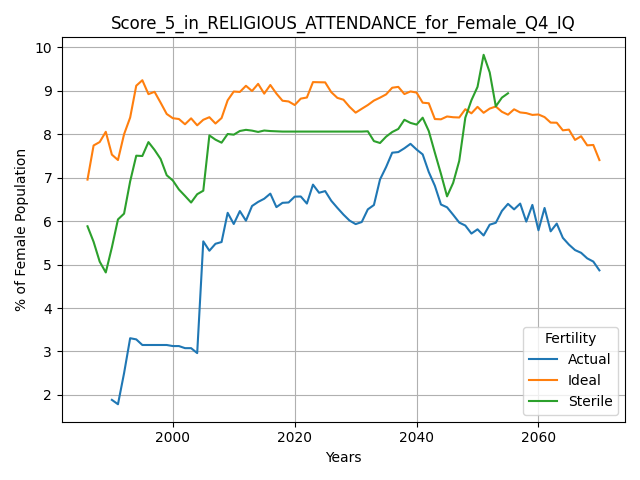 Score_5_in_RELIGIOUS_ATTENDANCE_for_Female_Q4_IQ
% of Female Population
10
9
8
7
6
5
4
3
2
2000 2020 2040 2060
Years
Fertility
Actual
Ideal
Sterile